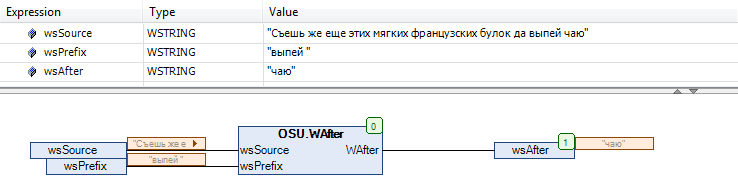 Expression Type Value
wsSource WSTRING "Съешь же еще этих мягких французских булок да выпей чаю"
wsPrefix WSTRING "выпей "
wsAfter WSTRING "чаю"
0
OSU.WAfter
1
wsSource "Съешь же е wsSource WAfter wsAfter "чаю"
wsPrefix "выпей " wsPrefix